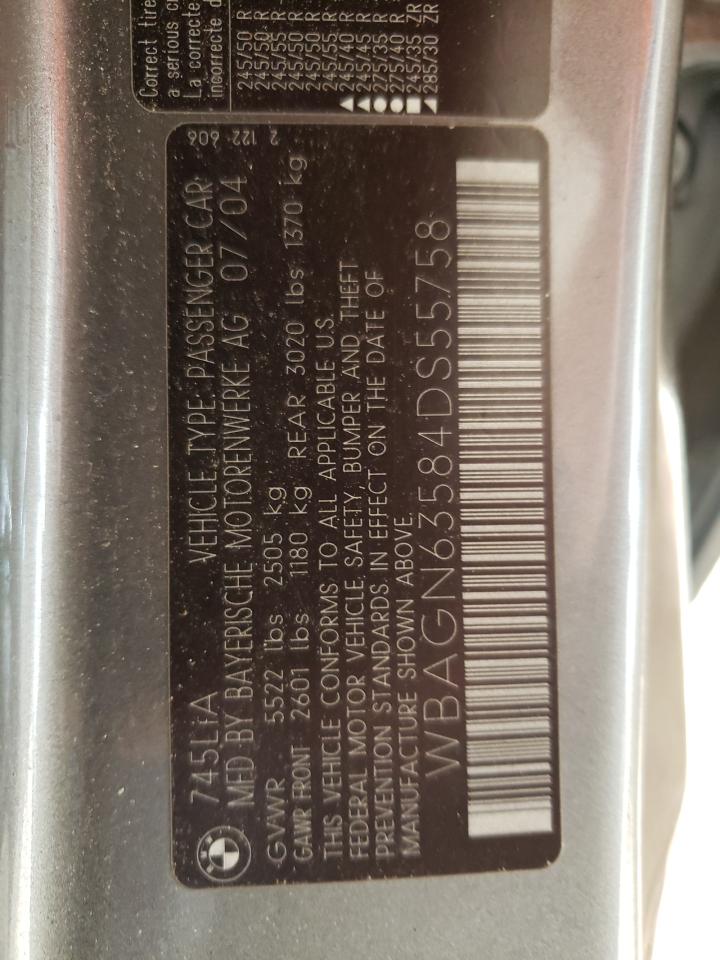 Correct tire
a serious c
La correcte
incorrecte d
245/50 R
245/50 R
245/55 R
245/50 R
245/50 R
245/55 R
245/40 R
245/45 R
275/35 R
275/40 R
245/35 ZR
285/30 ZR
2 122 606
745LiA VEHICLE TYPE: PASSENGER CAR
MFD BY BAYERISCHE MOTORENWERKE AG 07/04
GVWR 5522 lbs 2505 kg
GAWR FRONT 2601 lbs 1180 kg REAR 3020 lbs 1370 kg
THIS VEHICLE CONFORMS TO ALL APPLICABLE U.S.
FEDERAL MOTOR VEHICLE SAFETY, BUMPER AND THEFT
PREVENTION STANDARDS IN EFFECT ON THE DATE OF
MANUFACTURE SHOWN ABOVE
WBAGN63584DS55758